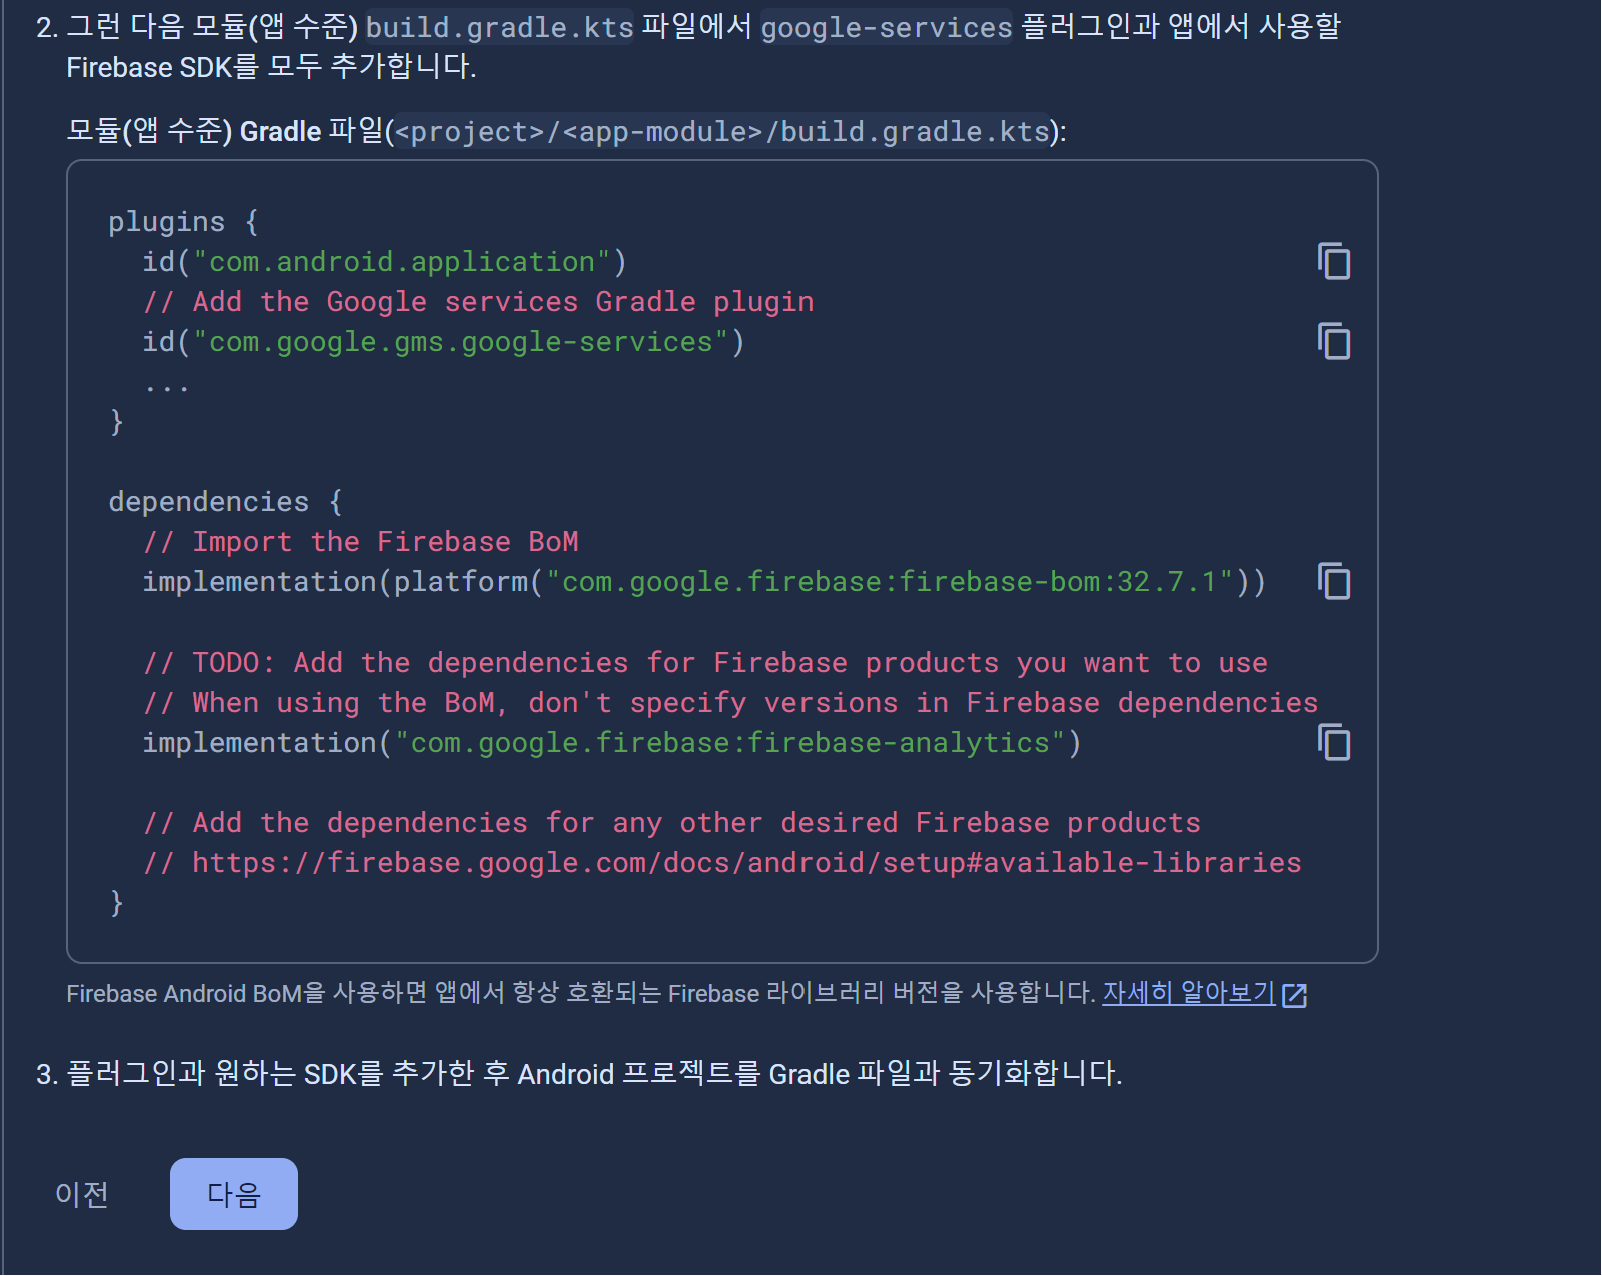 2. 그런 다음 모듈(앱 수준) build.gradle.kts 파일에서 google-services 플러그인과 앱에서 사용할
Firebase SDK를 모두 추가합니다.
모듈(앱 수준) Gradle 파일(<project>/<app-module>/build.gradle.kts):
plugins {
  id("com.android.application")
  // Add the Google services Gradle plugin
  id("com.google.gms.google-services")
  ...
}
dependencies {
  // Import the Firebase BoM
  implementation(platform("com.google.firebase:firebase-bom:32.7.1"))
  // TODO: Add the dependencies for Firebase products you want to use
  // When using the BoM, don't specify versions in Firebase dependencies
  implementation("com.google.firebase:firebase-analytics")
  // Add the dependencies for any other desired Firebase products
  // https://firebase.google.com/docs/android/setup#available-libraries
}
Firebase Android BoM을 사용하면 앱에서 항상 호환되는 Firebase 라이브러리 버전을 사용합니다. 자세히 알아보기
3. 플러그인과 원하는 SDK를 추가한 후 Android 프로젝트를 Gradle 파일과 동기화합니다.
이전 다음